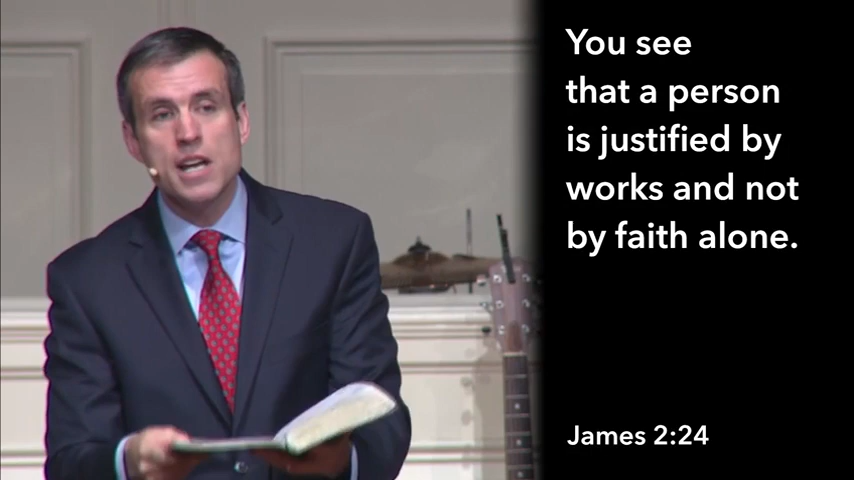 You see
that a person
is justified by
works and not
by faith alone.
James 2:24